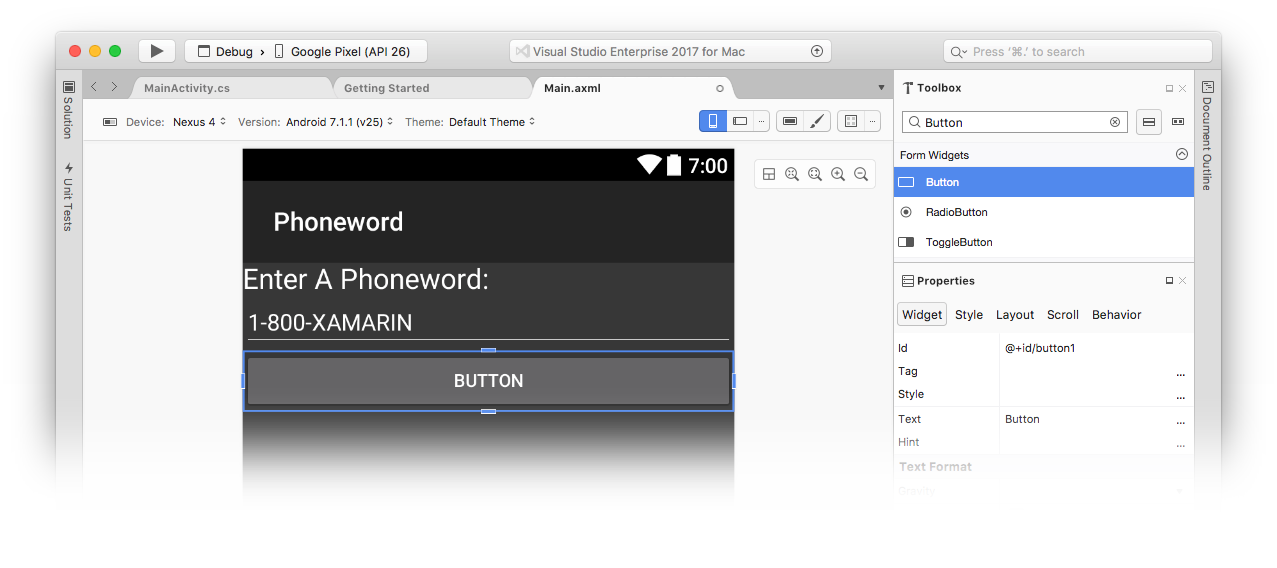 Debug › Google Pixel (API 26)
Visual Studio Enterprise 2017 for Mac
Press ‘⌘.’ to search
Solution
Unit Tests
MainActivity.cs
Getting Started
Main.axml
Device: Nexus 4
Version: Android 7.1.1 (v25)
Theme: Default Theme
...
...
7:00
Phoneword
Enter A Phoneword:
1-800-XAMARIN
BUTTON
Toolbox
Button
Form Widgets
Button
RadioButton
ToggleButton
Properties
Widget Style Layout Scroll Behavior
Id @+id/button1
Tag ...
Style ...
Text Button ...
Hint ...
Text Format
Gravity
Document Outline